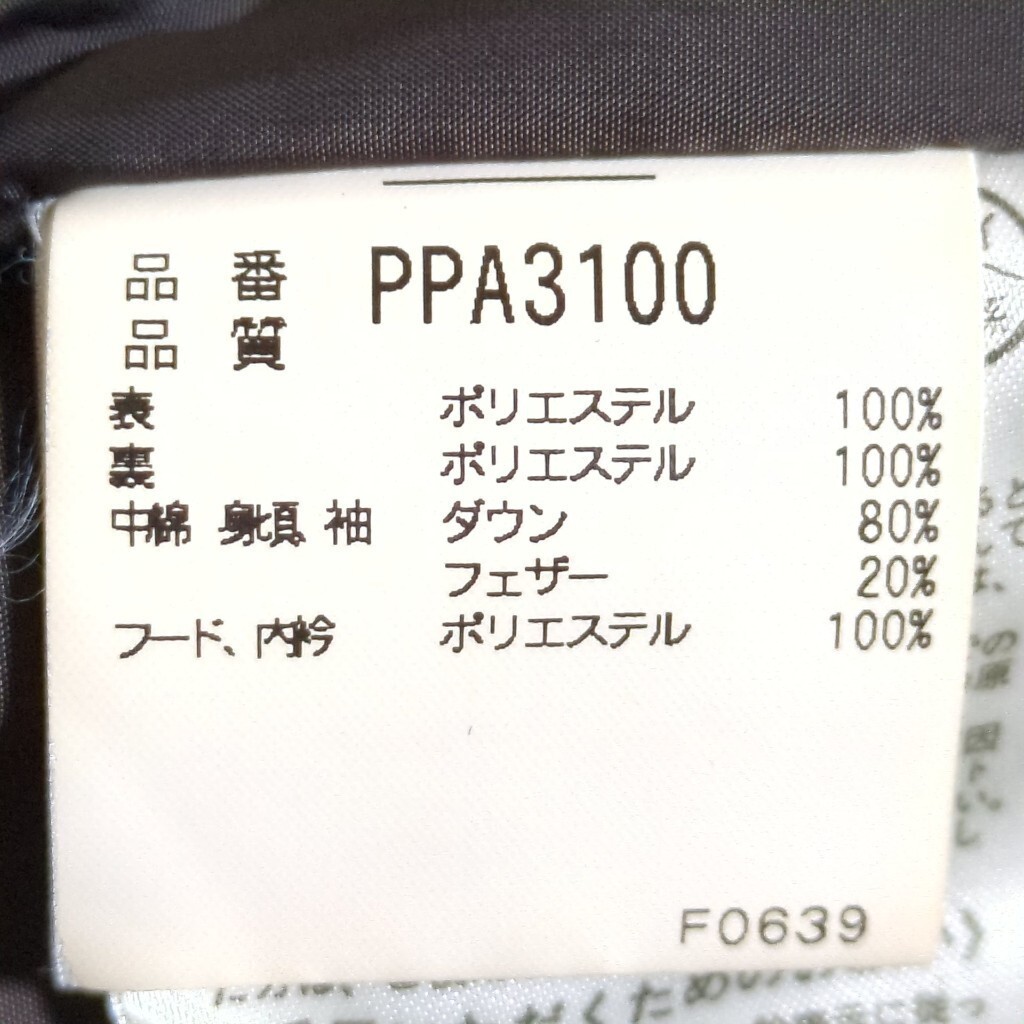 品番 PPA3100
品質
表 ポリエステル 100%
裏 ポリエステル 100%
中綿 身頃、袖 ダウン 80%
フェザー 20%
フード、内衿 ポリエステル 100%
F0639